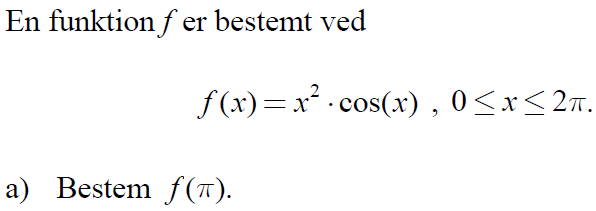 En funktion f er bestemt ved
f(x) = x² · cos(x) , 0 ≤ x ≤ 2π.
a) Bestem f(π).